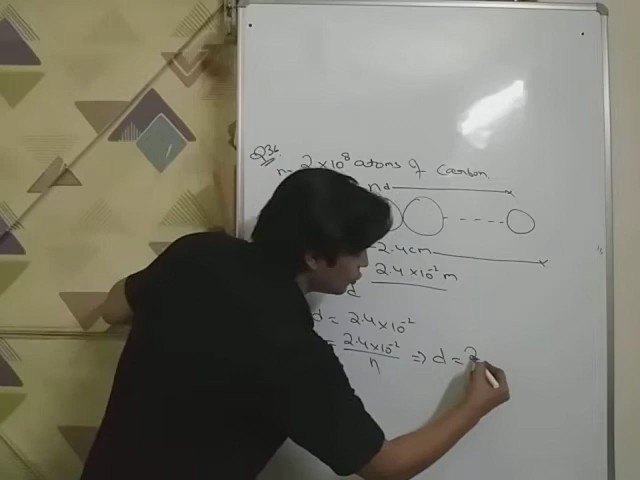 Q36.
n= 2×10⁸ atoms of Carbon
nd
2.4cm
2.4×10⁻²m
d
d = 2.4×10⁻²
= 2.4×10⁻²/n ⇒ d = 2